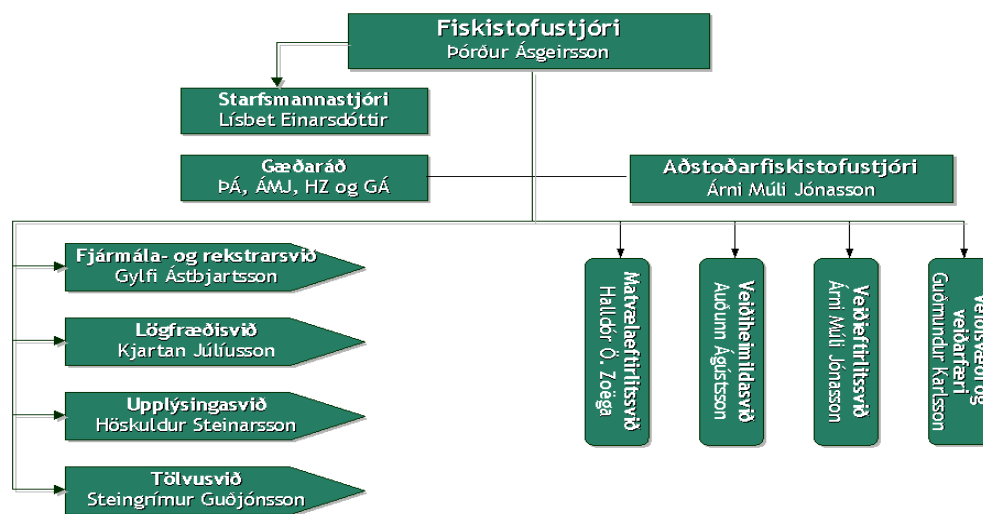 Fiskistofustjóri
Þórður Ásgeirsson
Starfsmannastjóri
Lísbet Einarsdóttir
Gæðaráð
ÞÁ, ÁMJ, HZ og GÁ
Aðstoðarfiskistofustjóri
Árni Múli Jónasson
Fjármála- og rekstrarsvið
Gylfi Ástbjartsson
Lögfræðisvið
Kjartan Júlíusson
Upplýsingasvið
Höskuldur Steinarsson
Tölvusvið
Steingrímur Guðjónsson
Matvælaeftirlitssvið
Halldór Ö. Zoëga
Veiðiheimildasvið
Auðunn Ágústsson
Veiðieftirlitssvið
Árni Múli Jónasson
og
veiðarfæri
Guðmundur Karlsson